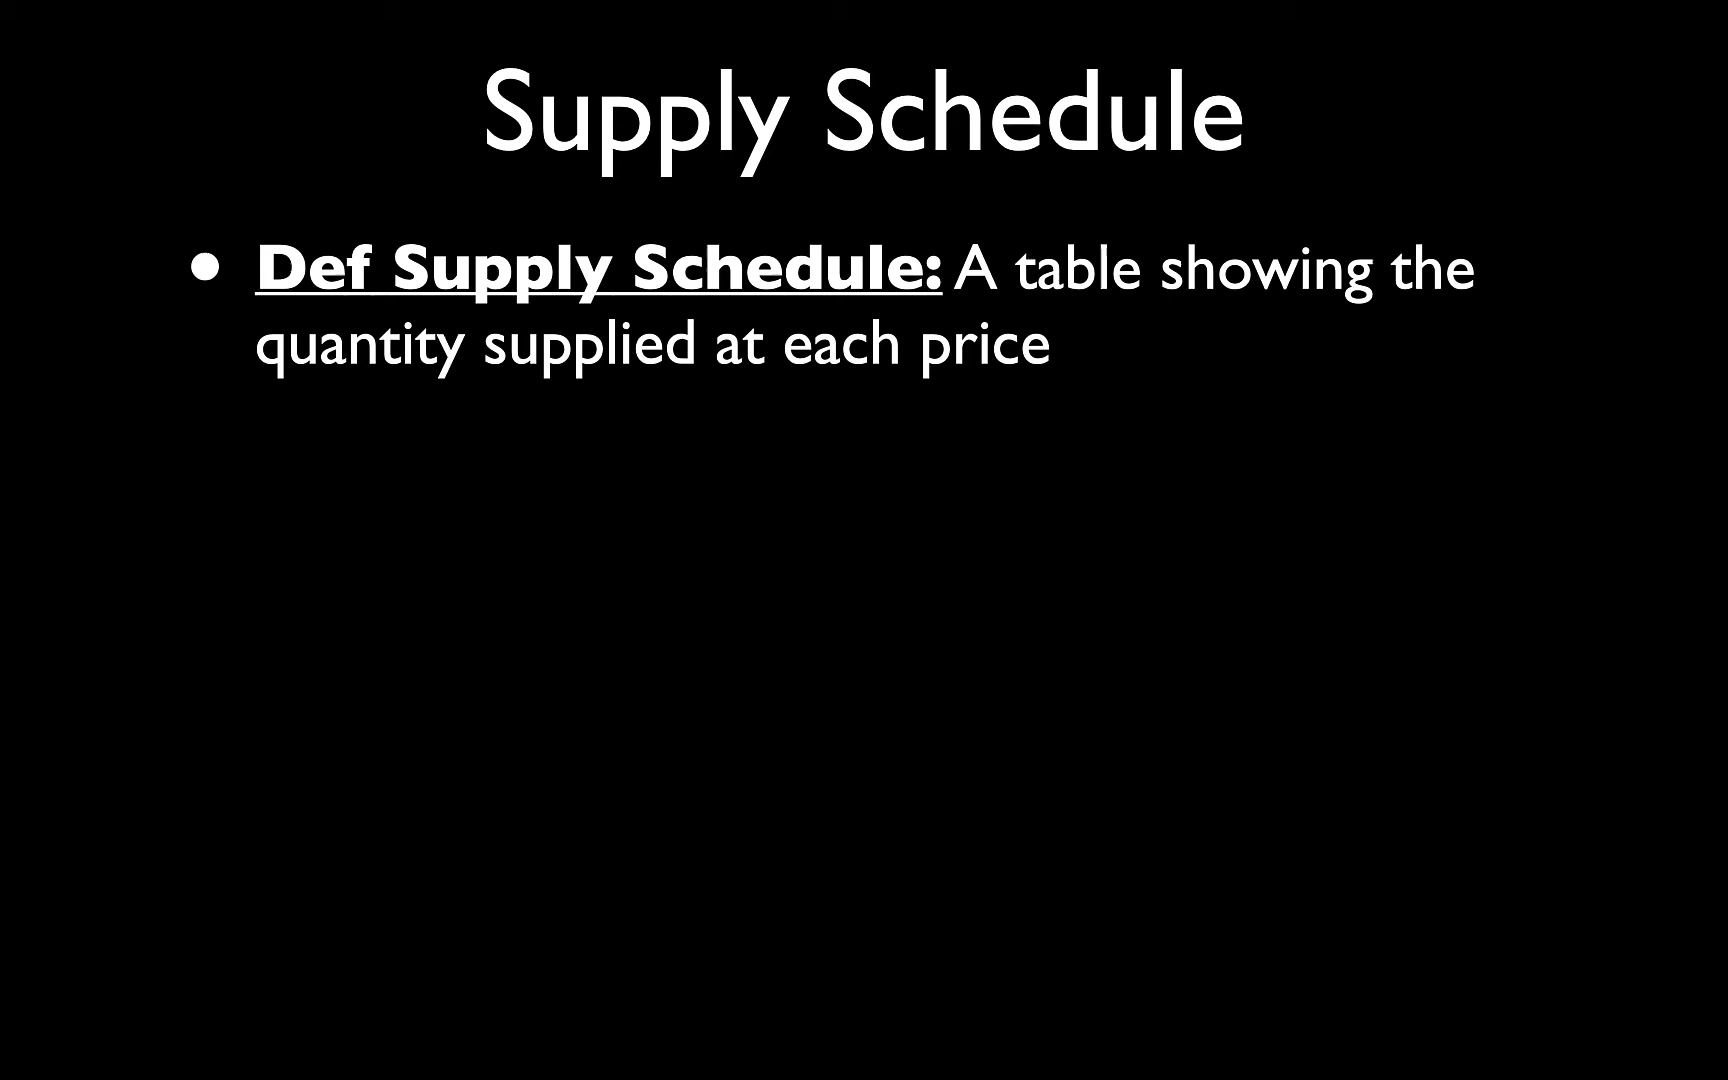 Supply Schedule
• Def Supply Schedule: A table showing the
quantity supplied at each price